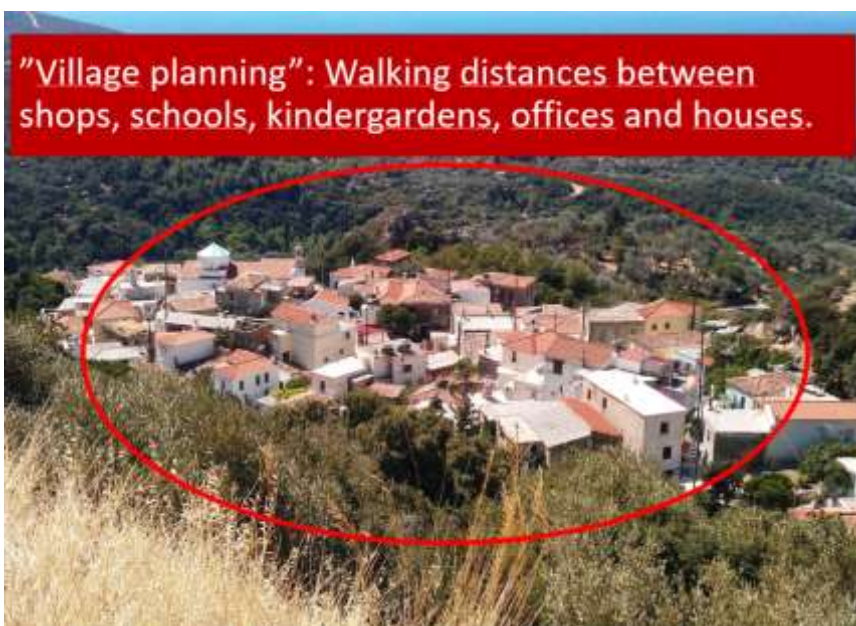 ”Village planning”: Walking distances between
shops, schools, kindergardens, offices and houses.